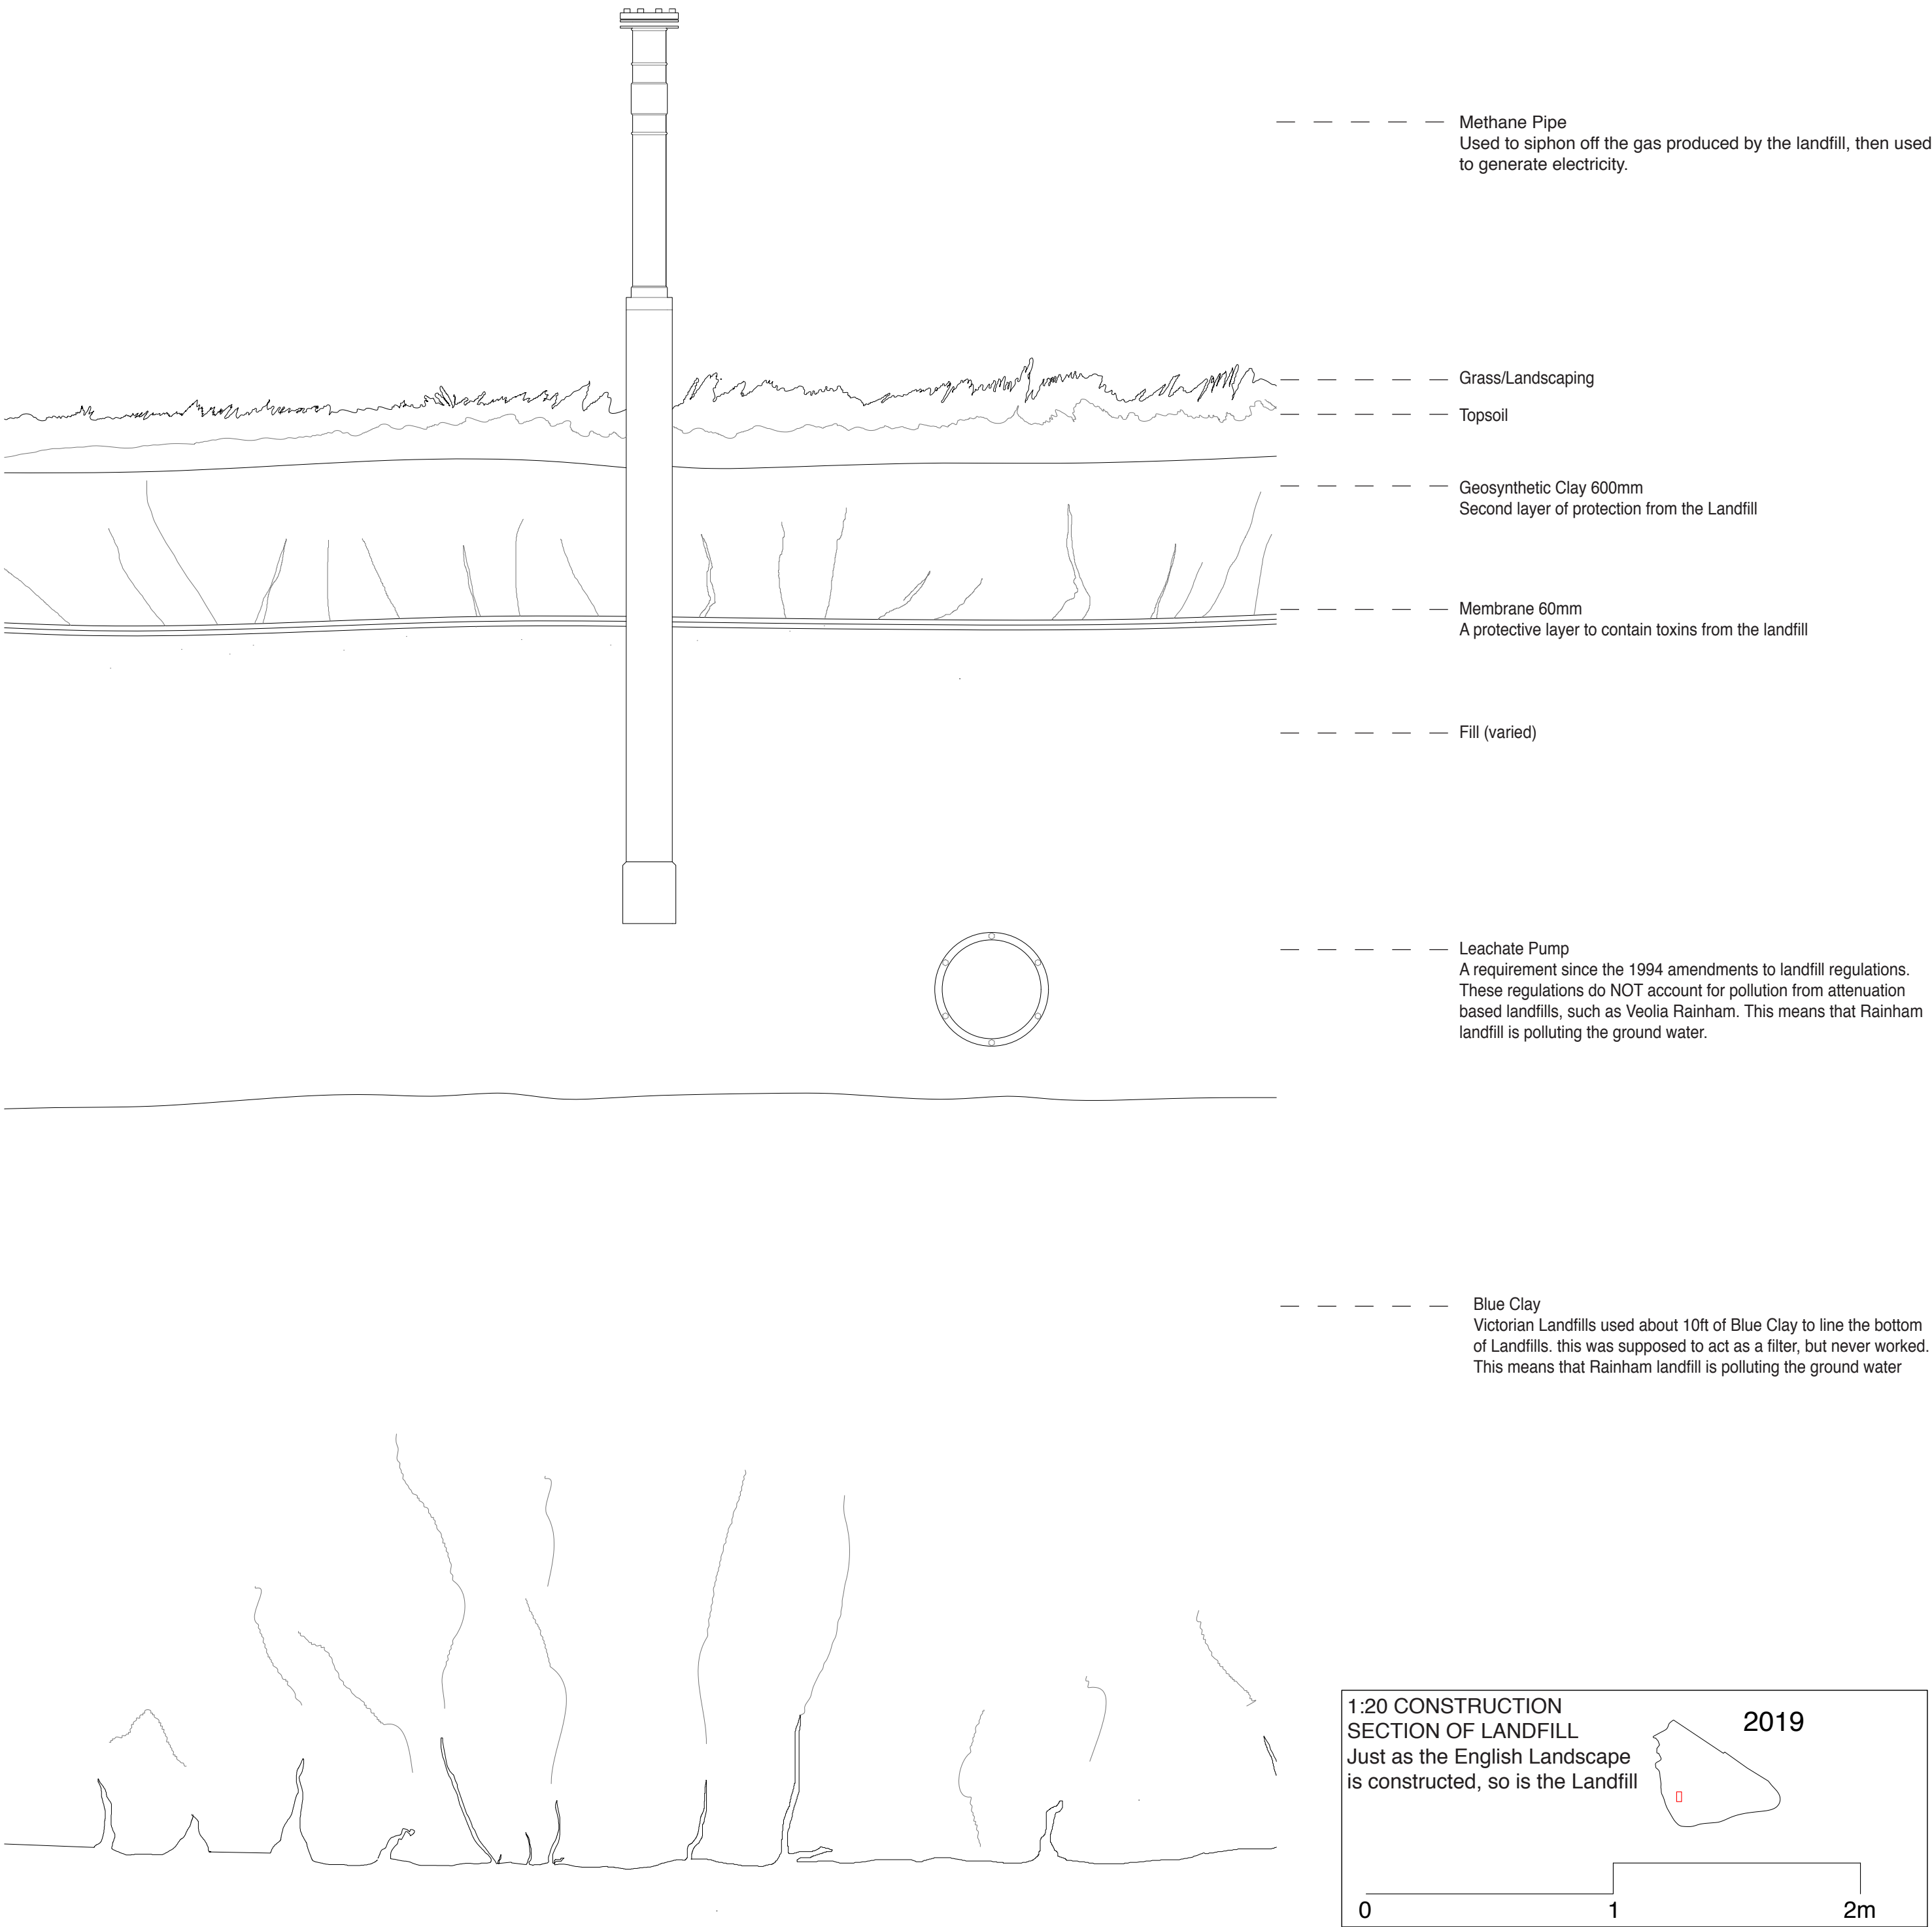 Methane Pipe
Used to siphon off the gas produced by the landfill, then used
to generate electricity.
Grass/Landscaping
Topsoil
Geosynthetic Clay 600mm
Second layer of protection from the Landfill
Membrane 60mm
A protective layer to contain toxins from the landfill
Fill (varied)
Leachate Pump
A requirement since the 1994 amendments to landfill regulations.
These regulations do NOT account for pollution from attenuation
based landfills, such as Veolia Rainham. This means that Rainham
landfill is polluting the ground water.
Blue Clay
Victorian Landfills used about 10ft of Blue Clay to line the bottom
of Landfills. this was supposed to act as a filter, but never worked.
This means that Rainham landfill is polluting the ground water
1:20 CONSTRUCTION
SECTION OF LANDFILL
Just as the English Landscape
is constructed, so is the Landfill
2019
0 1 2m